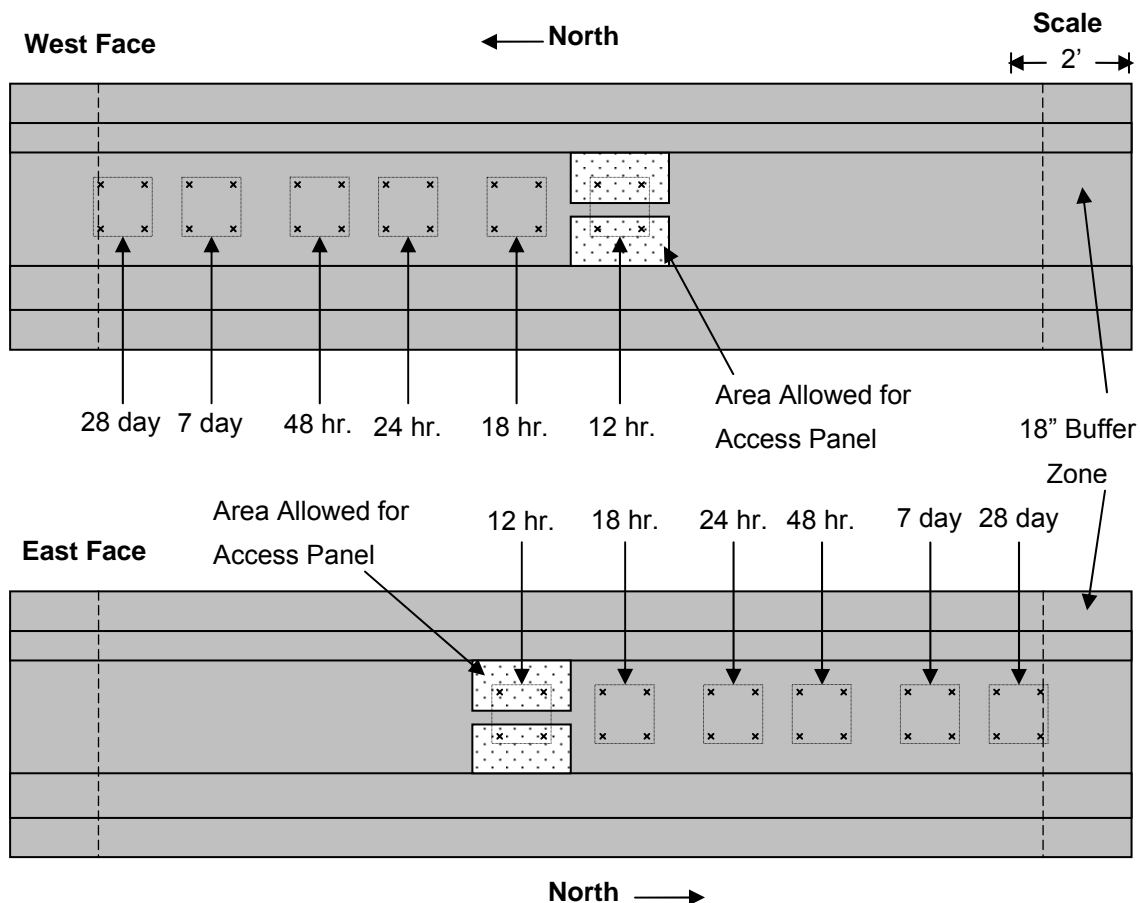 West Face
North
Scale
2’
28 day 7 day 48 hr. 24 hr. 18 hr. 12 hr.
Area Allowed for
Access Panel
18” Buffer
Zone
Area Allowed for
Access Panel
12 hr. 18 hr. 24 hr. 48 hr. 7 day 28 day
East Face
North